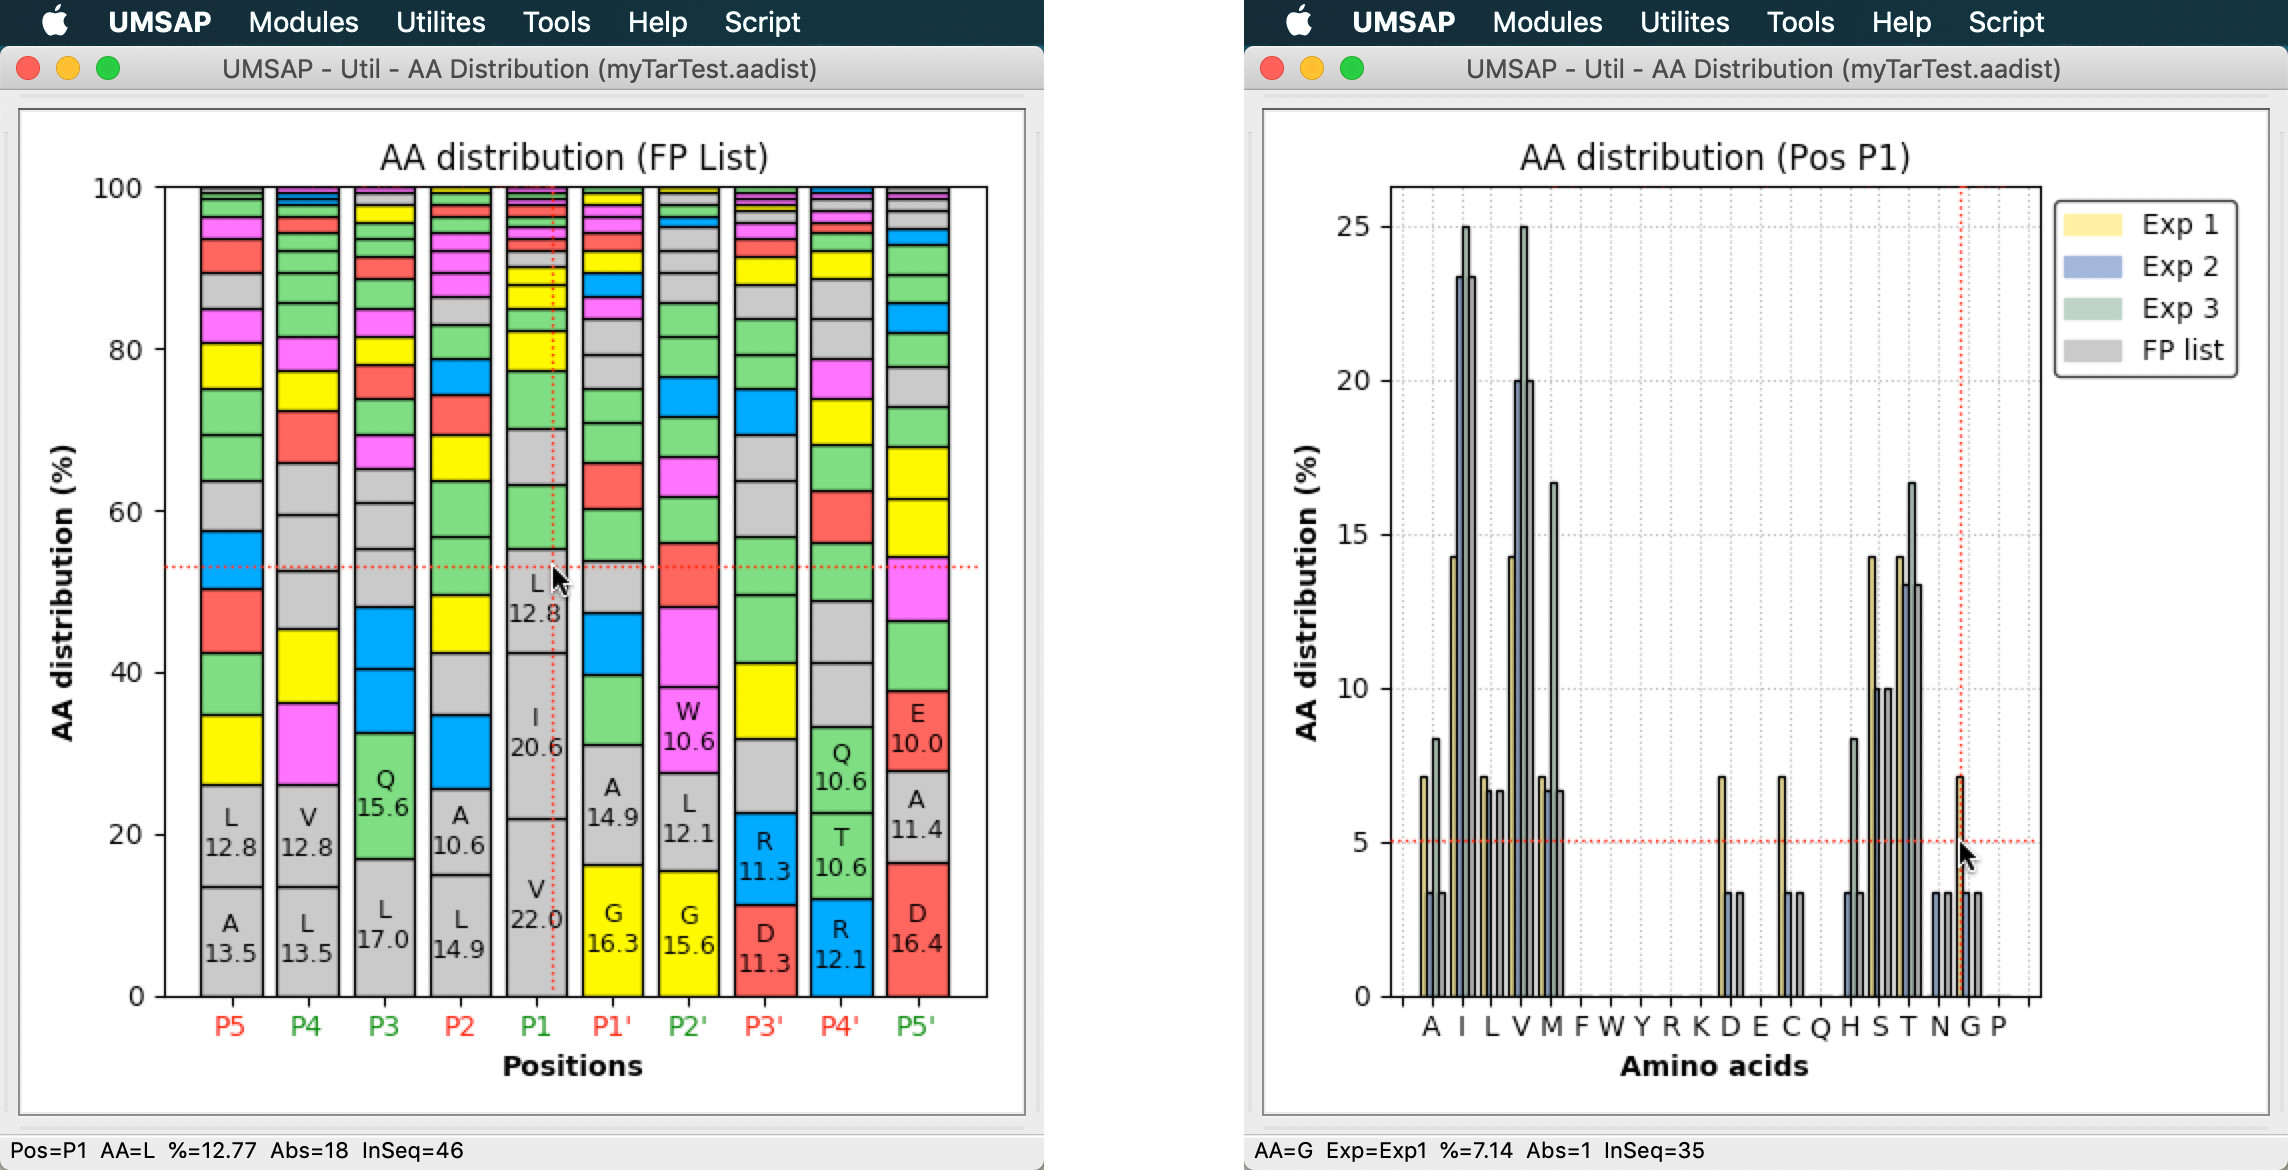 UMSAP Modules Utilites Tools Help Script
UMSAP - Util - AA Distribution (myTarTest.aadist)
AA distribution (FP List)
100
80
60
40
20
0
AA distribution (%)
L
12.8
A
13.5
V
12.8
L
13.5
Q
15.6
L
17.0
A
10.6
L
14.9
L
12.8
I
20.6
V
22.0
A
14.9
G
16.3
W
10.6
L
12.1
G
15.6
R
11.3
D
11.3
Q
10.6
T
10.6
R
12.1
E
10.0
A
11.4
D
16.4
P5 P4 P3 P2 P1 P1' P2' P3' P4' P5'
Positions
Pos=P1 AA=L %=12.77 Abs=18 InSeq=46
UMSAP Modules Utilites Tools Help Script
UMSAP - Util - AA Distribution (myTarTest.aadist)
AA distribution (Pos P1)
25
20
15
10
5
0
AA distribution (%)
Exp 1
Exp 2
Exp 3
FP list
A I L V M F W Y R K D E C Q H S T N G P
Amino acids
AA=G Exp=Exp1 %=7.14 Abs=1 InSeq=35